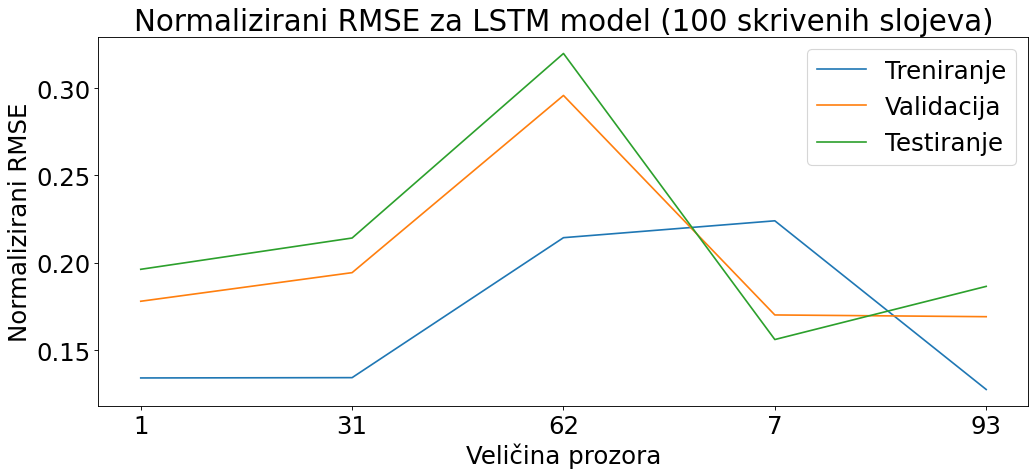 Normalizirani RMSE za LSTM model (100 skrivenih slojeva)
Normalizirani RMSE
0.30
0.25
0.20
0.15
Treniranje
Validacija
Testiranje
1 31 62 7 93
Veličina prozora